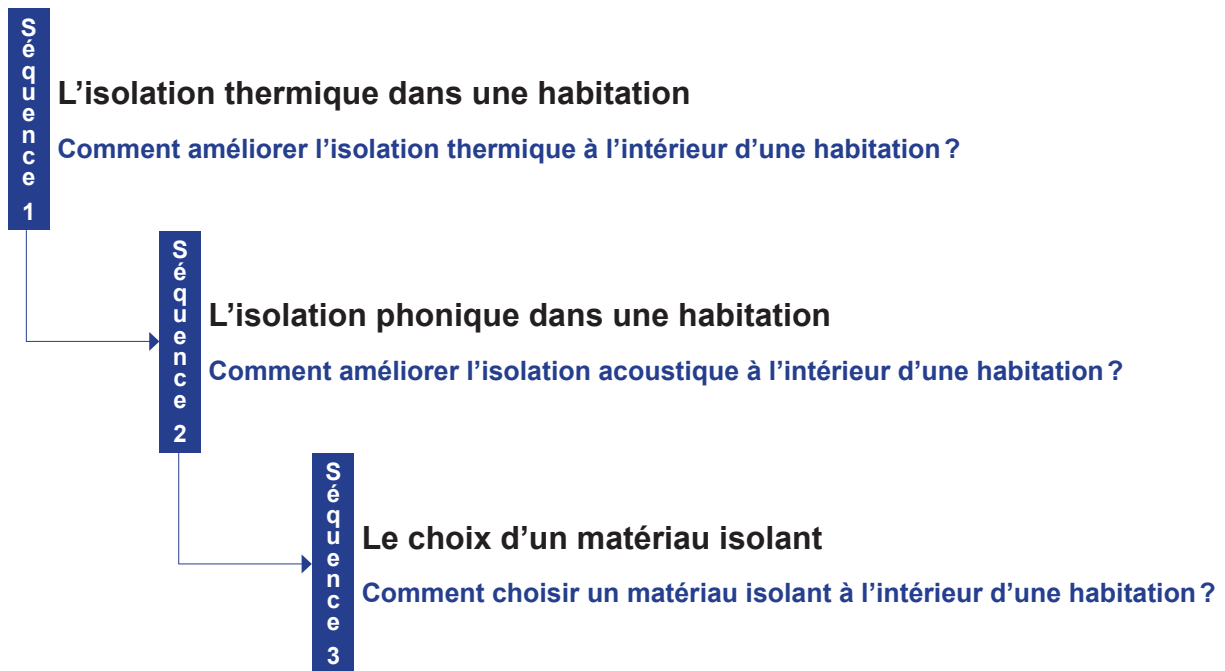 Séquence 1
L’isolation thermique dans une habitation
Comment améliorer l’isolation thermique à l’intérieur d’une habitation ?
Séquence 2
L’isolation phonique dans une habitation
Comment améliorer l’isolation acoustique à l’intérieur d’une habitation ?
Séquence 3
Le choix d’un matériau isolant
Comment choisir un matériau isolant à l’intérieur d’une habitation ?